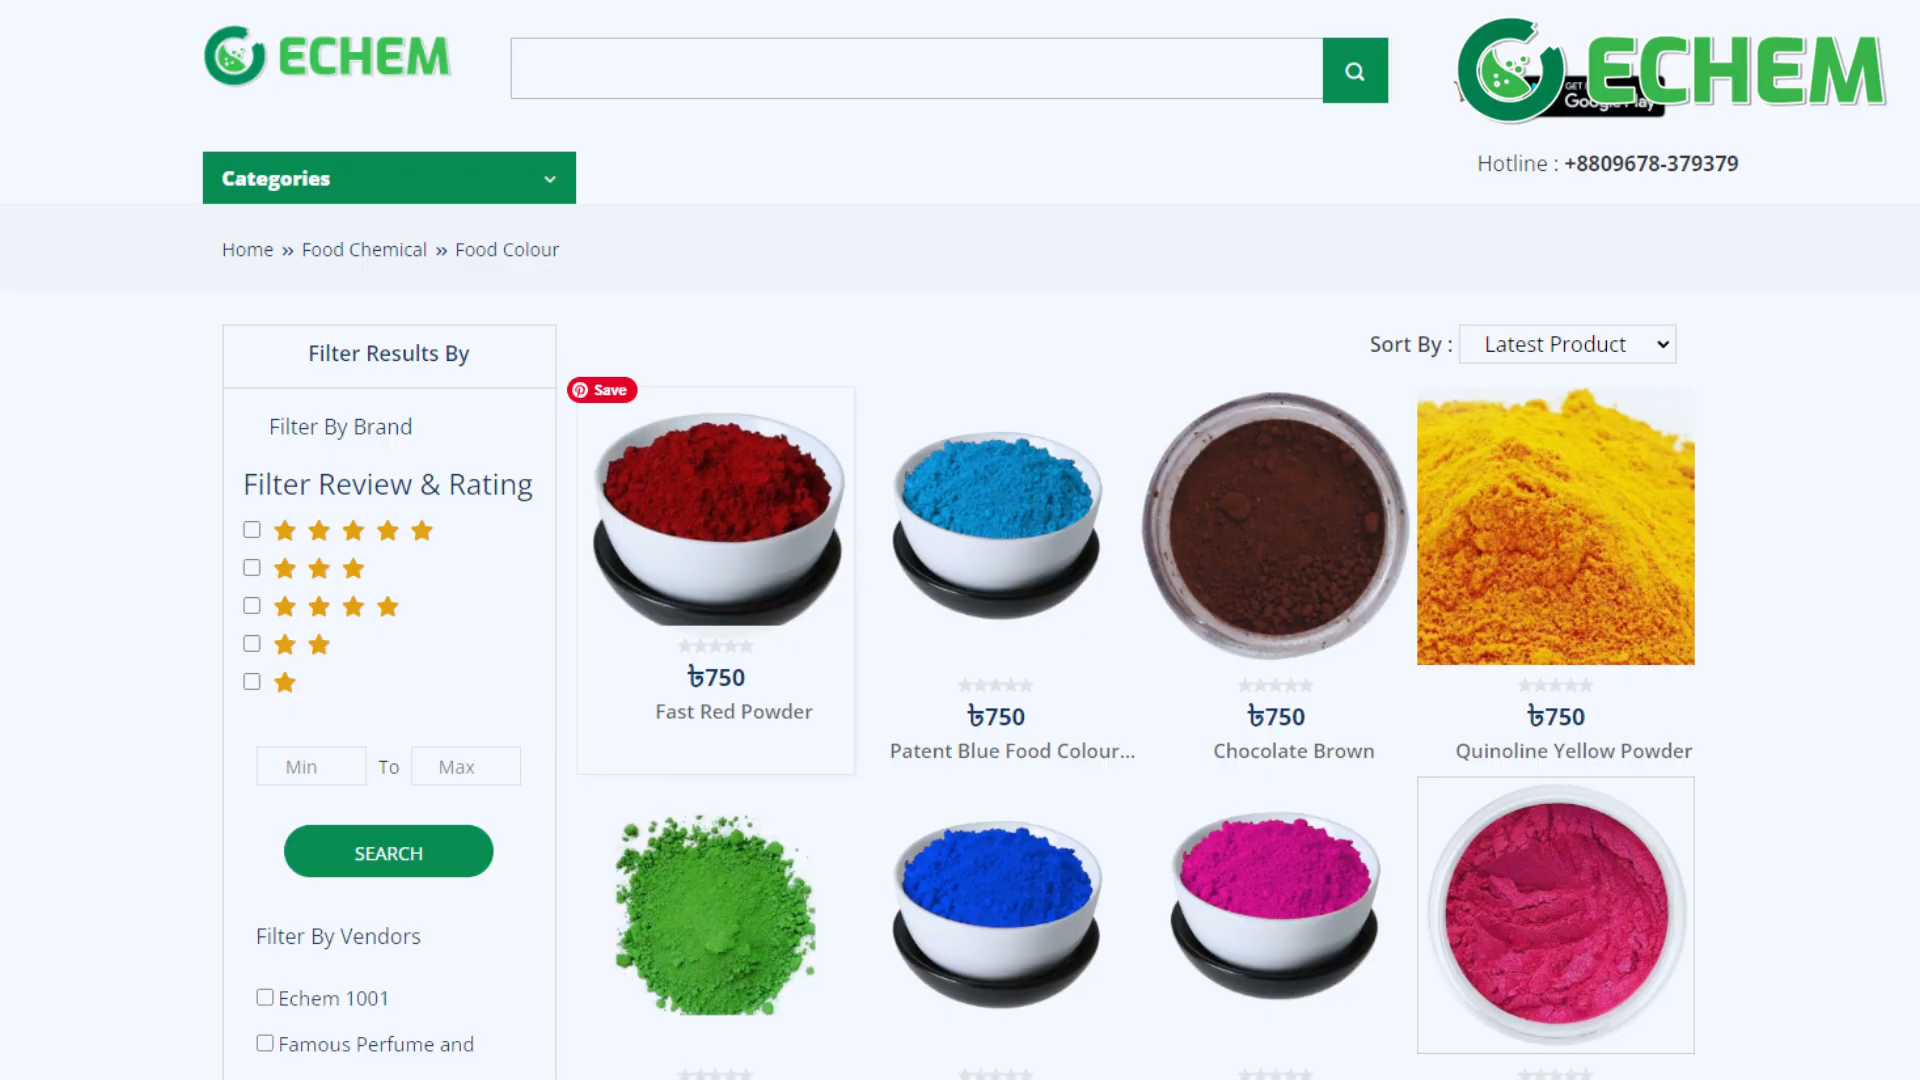 ECHEM
ECHEM
Hotline : +8809678-379379
Categories
Home » Food Chemical » Food Colour
Filter Results By
Sort By : Latest Product
Save
Filter By Brand
Filter Review & Rating
৳750
Fast Red Powder
৳750
Patent Blue Food Colour...
৳750
Chocolate Brown
৳750
Quinoline Yellow Powder
Min To Max
SEARCH
Filter By Vendors
Echem 1001
Famous Perfume and